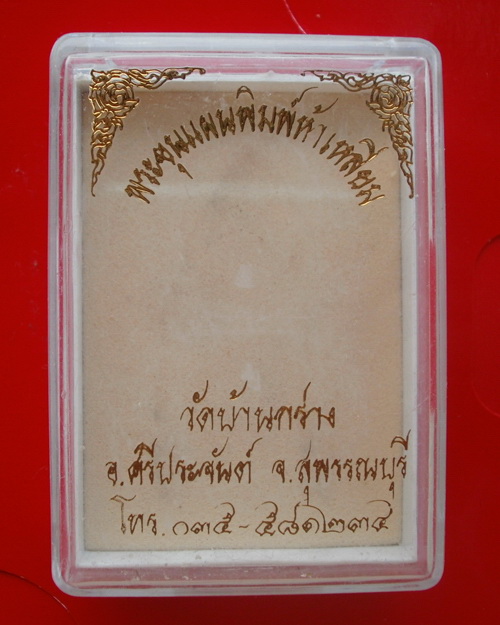 พระขุนแผนพิมพ์ห้าเหลี่ยม
วัดบ้านกร่าง
อ.ศรีประจันต์ จ.สุพรรณบุรี
โทร. ๐๓๕-๕๘๑๒๓๔